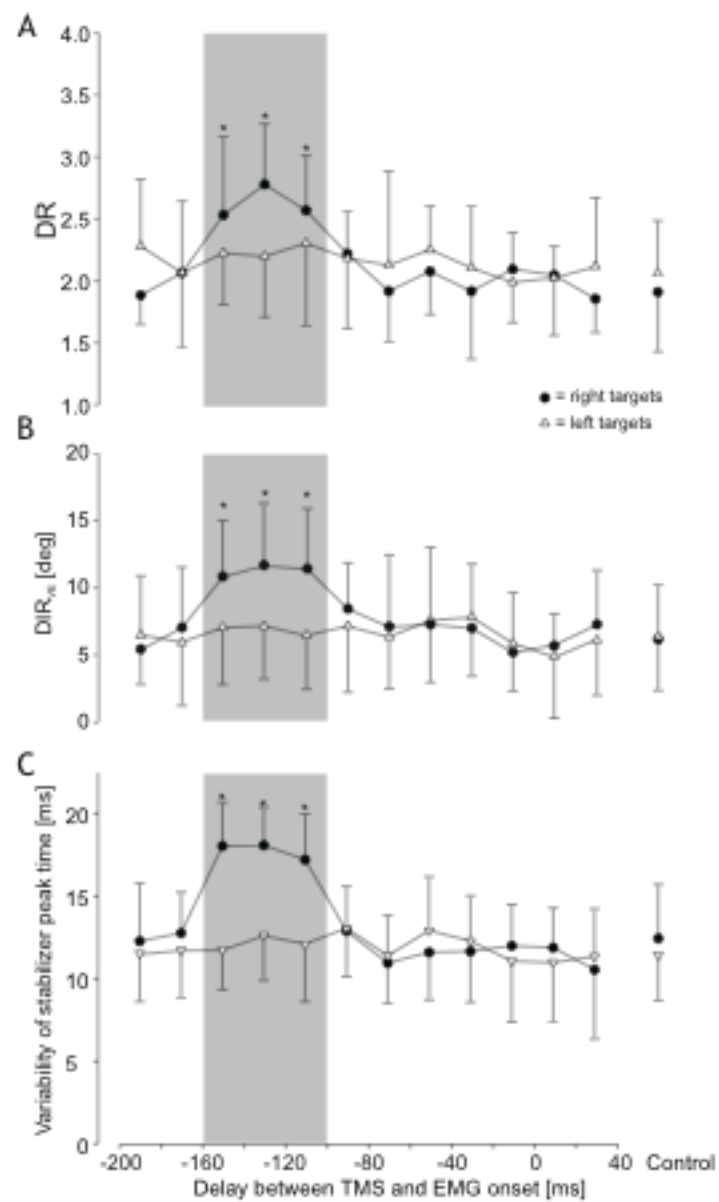 A
4.0
3.5
*
*
*
3.0
DR
2.5
2.0
1.5
1.0
● = right targets
△ = left targets
B
20
*
*
*
15
DIR [deg]
10
5
0
C
*
*
*
20
Variability of stabilizer peak time [ms]
15
10
5
0
-200 -160 -120 -80 -40 0 40 Control
Delay between TMS and EMG onset [ms]